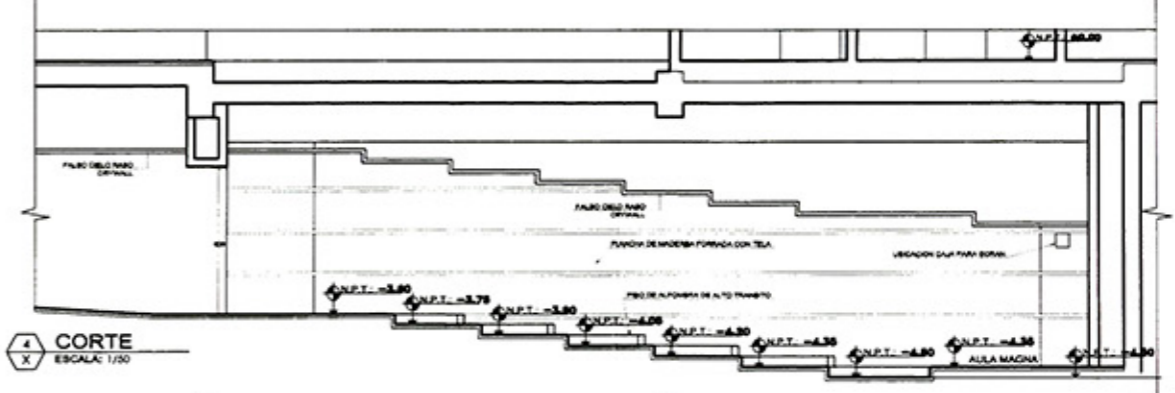 N.P.T.: ±0.00
FALSO CIELO RASO
DRYWALL
FALSO CIELO RASO
DRYWALL
PLANCHA DE MADERBA FORRADA CON TELA
UBICACION CAJA PARA ECRAN
N.P.T.: -3.60
N.P.T.: -3.75
PISO DE ALFOMBRA DE ALTO TRANSITO
N.P.T.: -3.90
N.P.T.: -4.05
N.P.T.: -4.20
N.P.T.: -4.35
N.P.T.: -4.35
N.P.T.: -4.50
AULA MAGNA
4
X
CORTE
ESCALA: 1/50